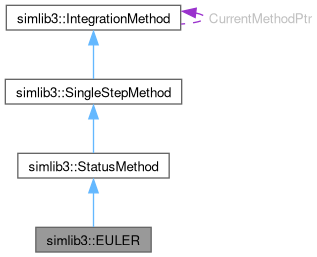 simlib3::IntegrationMethod
CurrentMethodPtr
simlib3::SingleStepMethod
simlib3::StatusMethod
simlib3::EULER